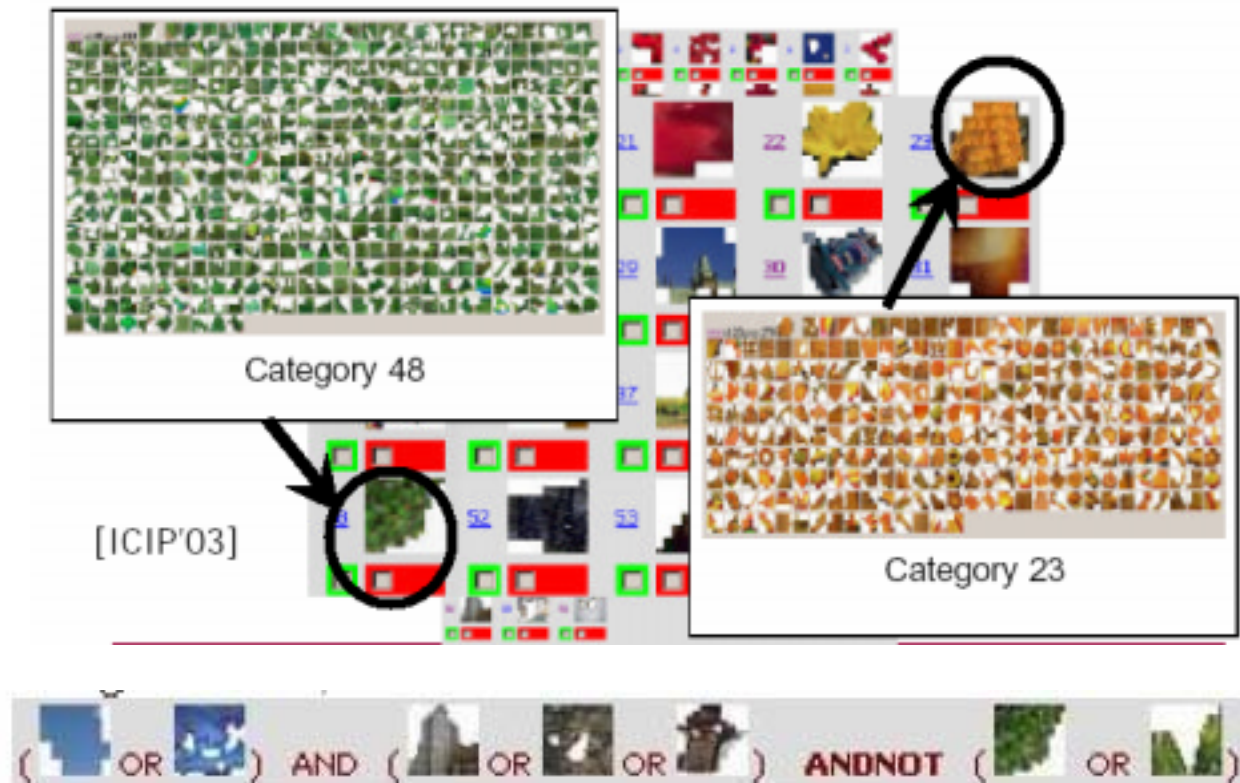 21 22 23
29 30 31
Category 48
37
[ICIP'03]
52 53
Category 23
( OR ) AND ( OR OR ) ANDNOT ( OR )